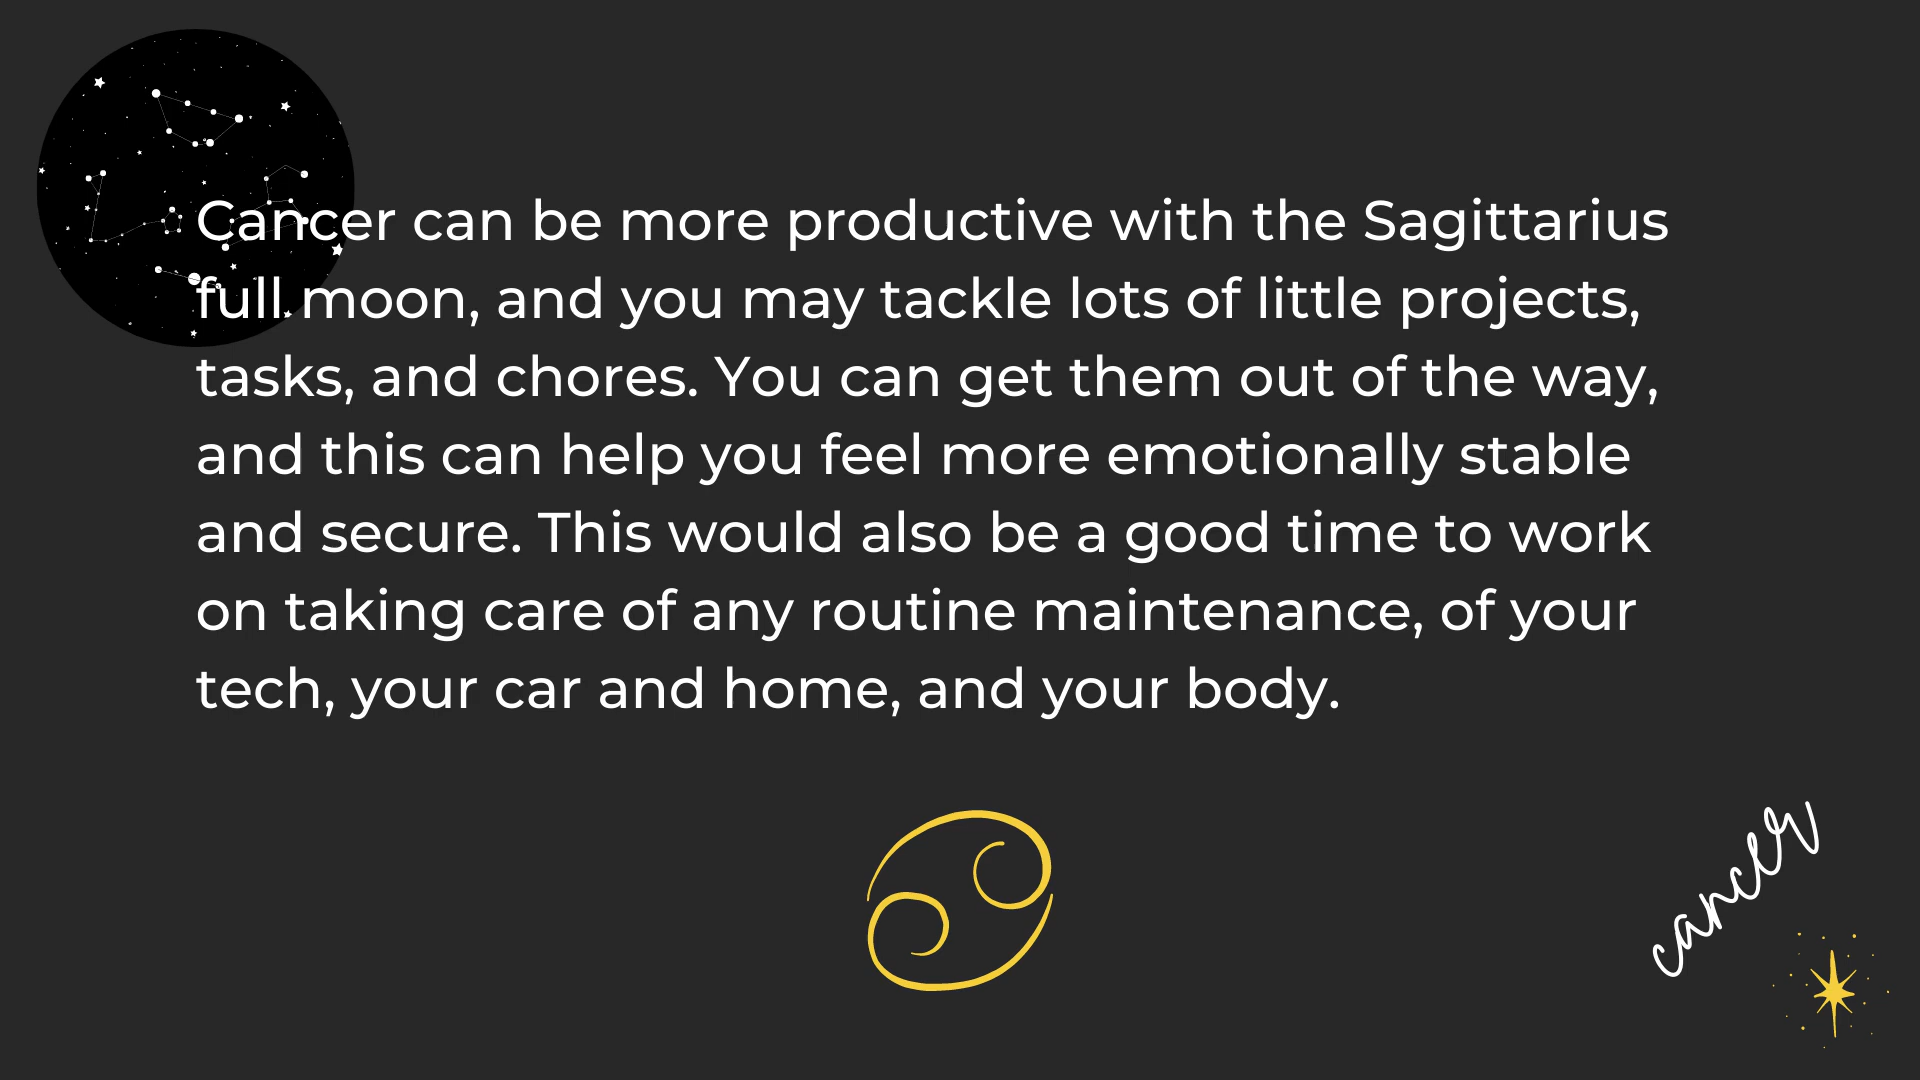 Cancer can be more productive with the Sagittarius
full moon, and you may tackle lots of little projects,
tasks, and chores. You can get them out of the way,
and this can help you feel more emotionally stable
and secure. This would also be a good time to work
on taking care of any routine maintenance, of your
tech, your car and home, and your body.
cancer